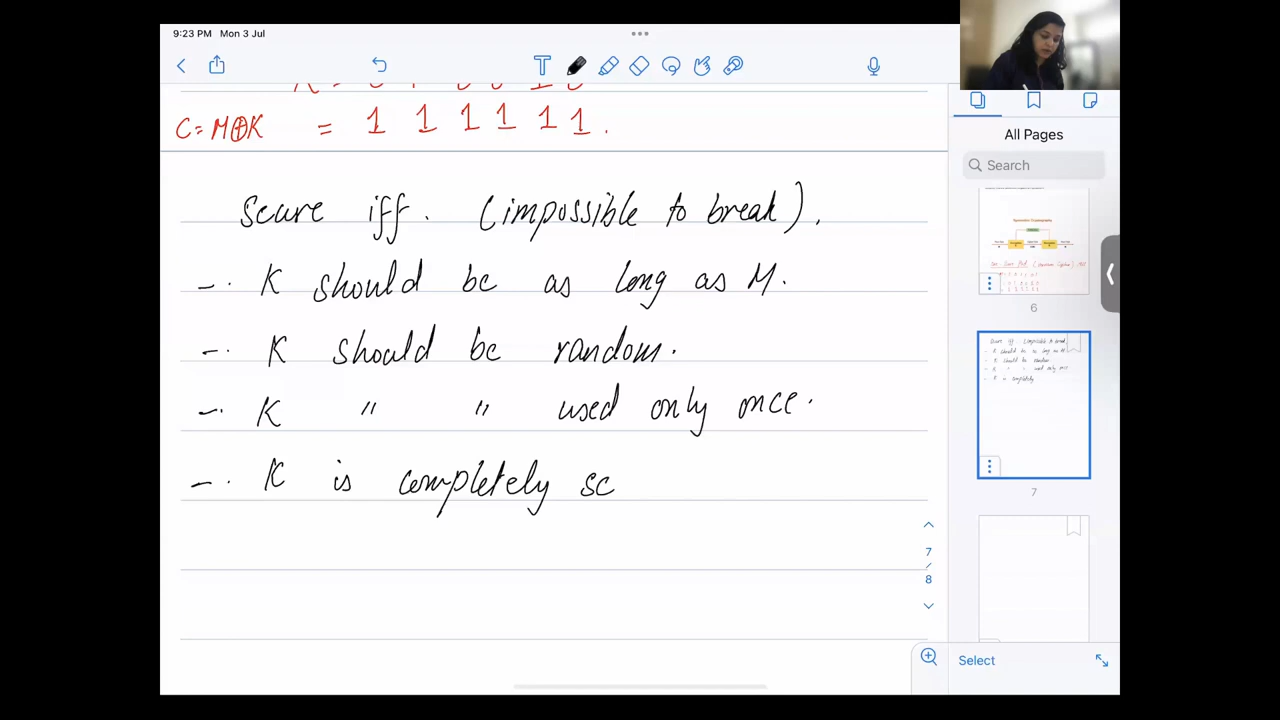 9:23 PM Mon 3 Jul
C = M⊕K = 1 1 1 1 1 1.
Secure iff. (impossible to break).
-. K should be as long as M.
-. K should be random.
-. K " " used only once.
-. K is completely sc
All Pages
Search
6
7
7
/
8
Select